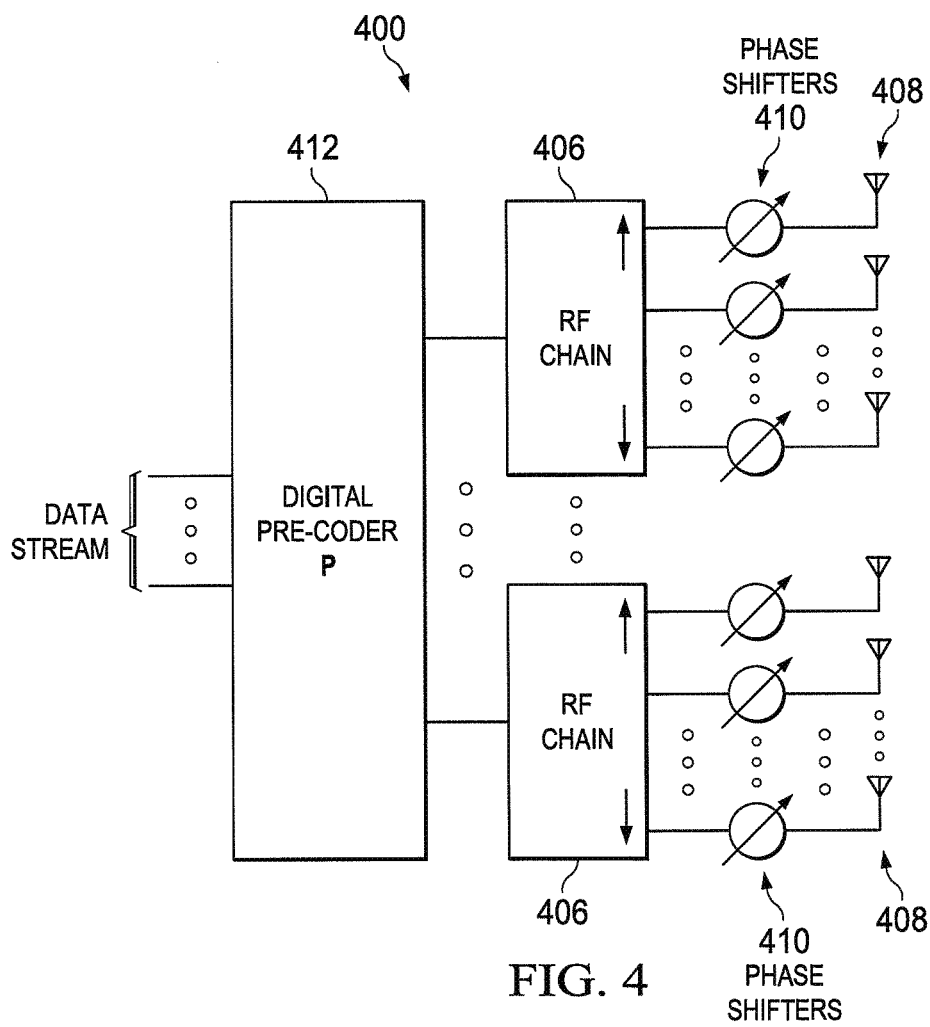 400
PHASE
SHIFTERS
410
408
412
406
RF
CHAIN
DATA
STREAM
DIGITAL
PRE-CODER
P
RF
CHAIN
406
410
PHASE
SHIFTERS
408
FIG. 4